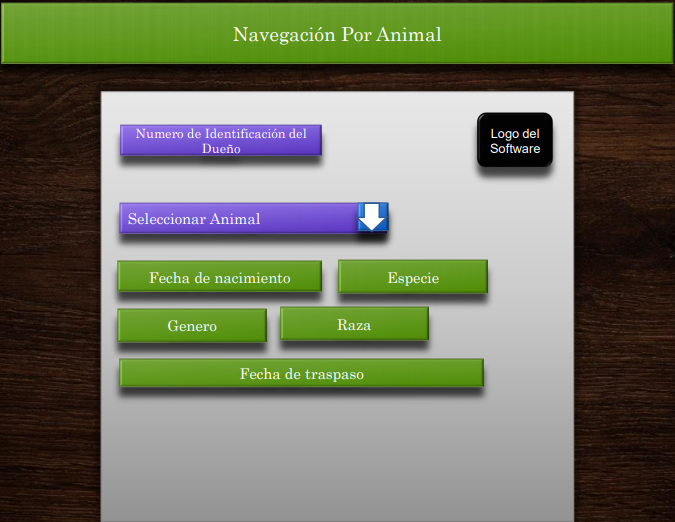 Navegación Por Animal
Numero de Identificación del
Dueño
Logo del
Software
Seleccionar Animal
Fecha de nacimiento
Especie
Genero
Raza
Fecha de traspaso